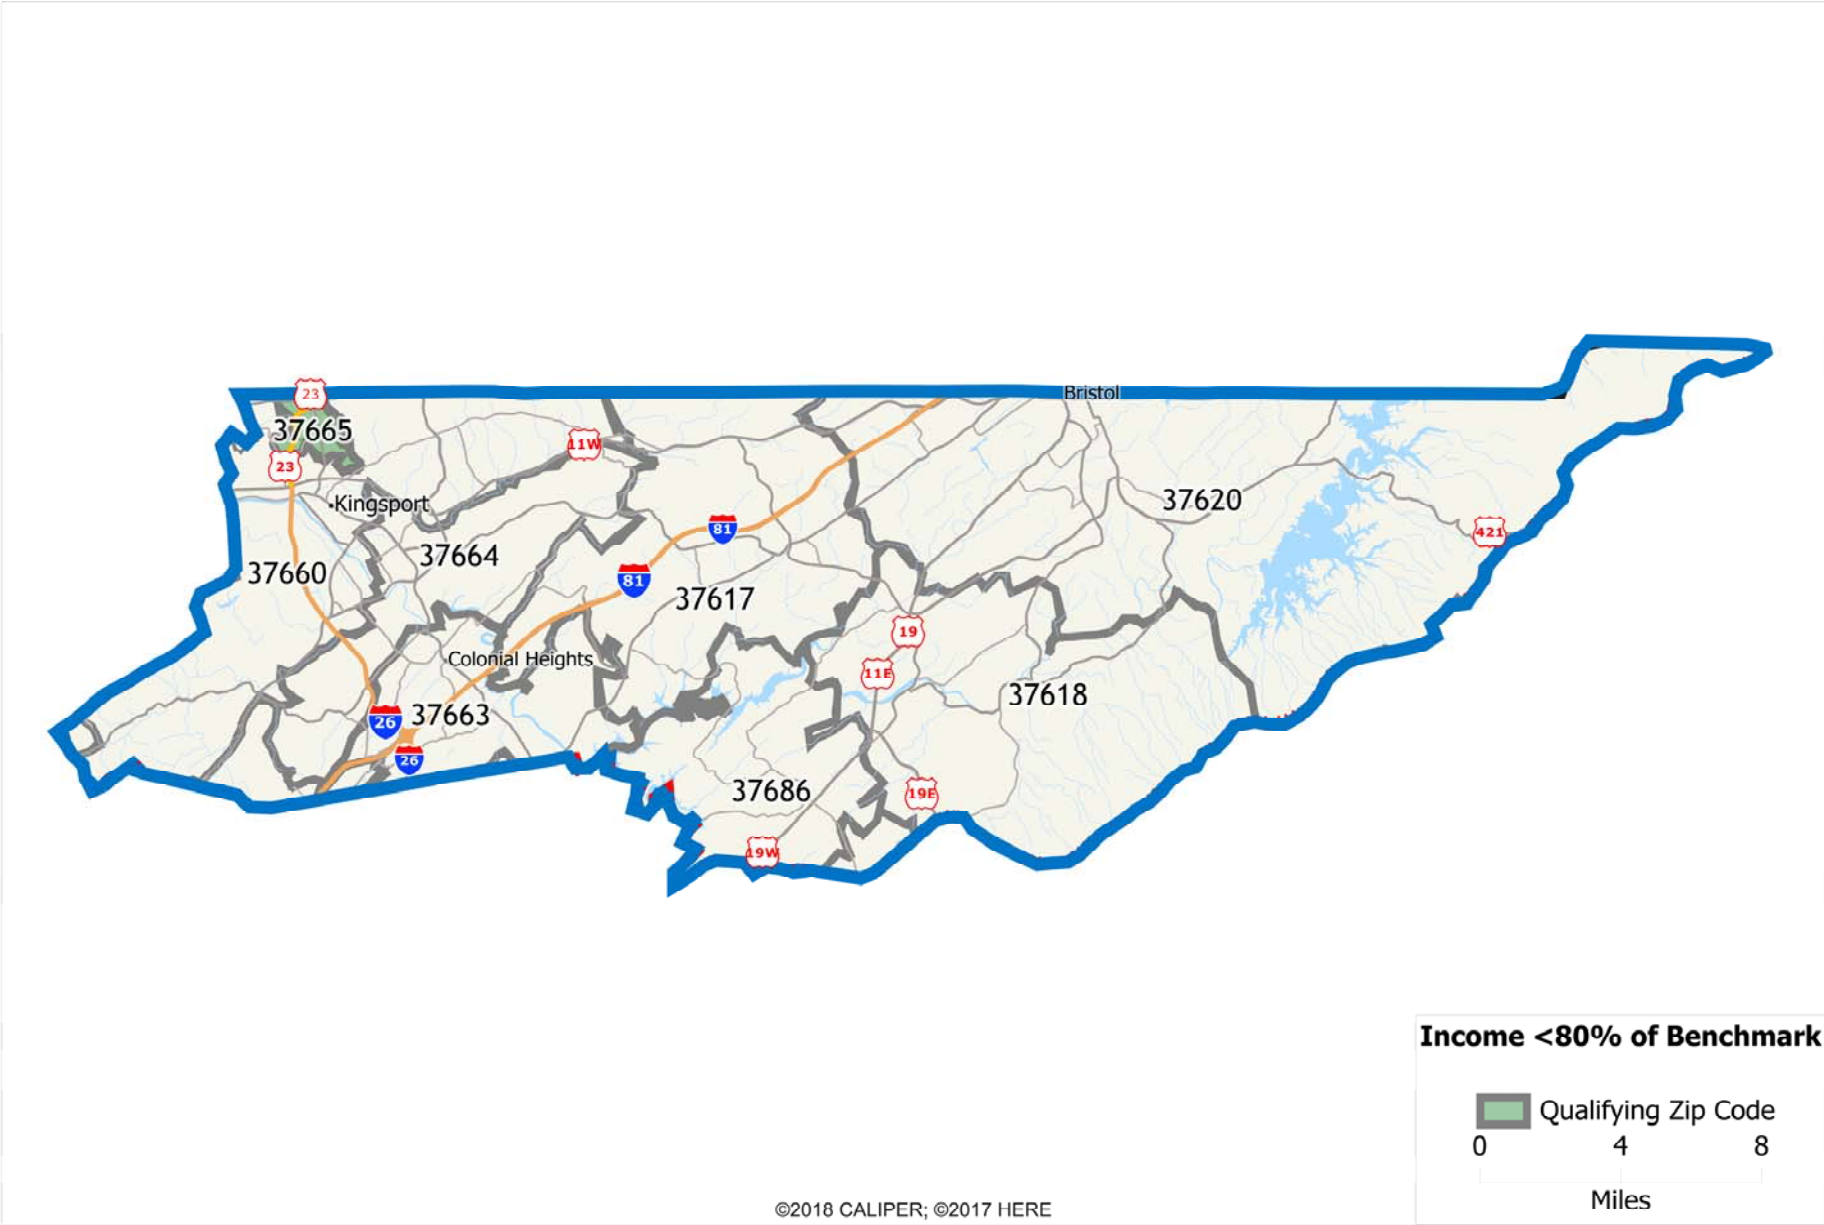 23
Bristol
37665
11W
23
37620
Kingsport
81
421
37664
37660
81
37617
19
Colonial Heights
11E
37618
26
37663
26
37686
19E
19W
Income <80% of Benchmark
Qualifying Zip Code
0 4 8
Miles
©2018 CALIPER; ©2017 HERE